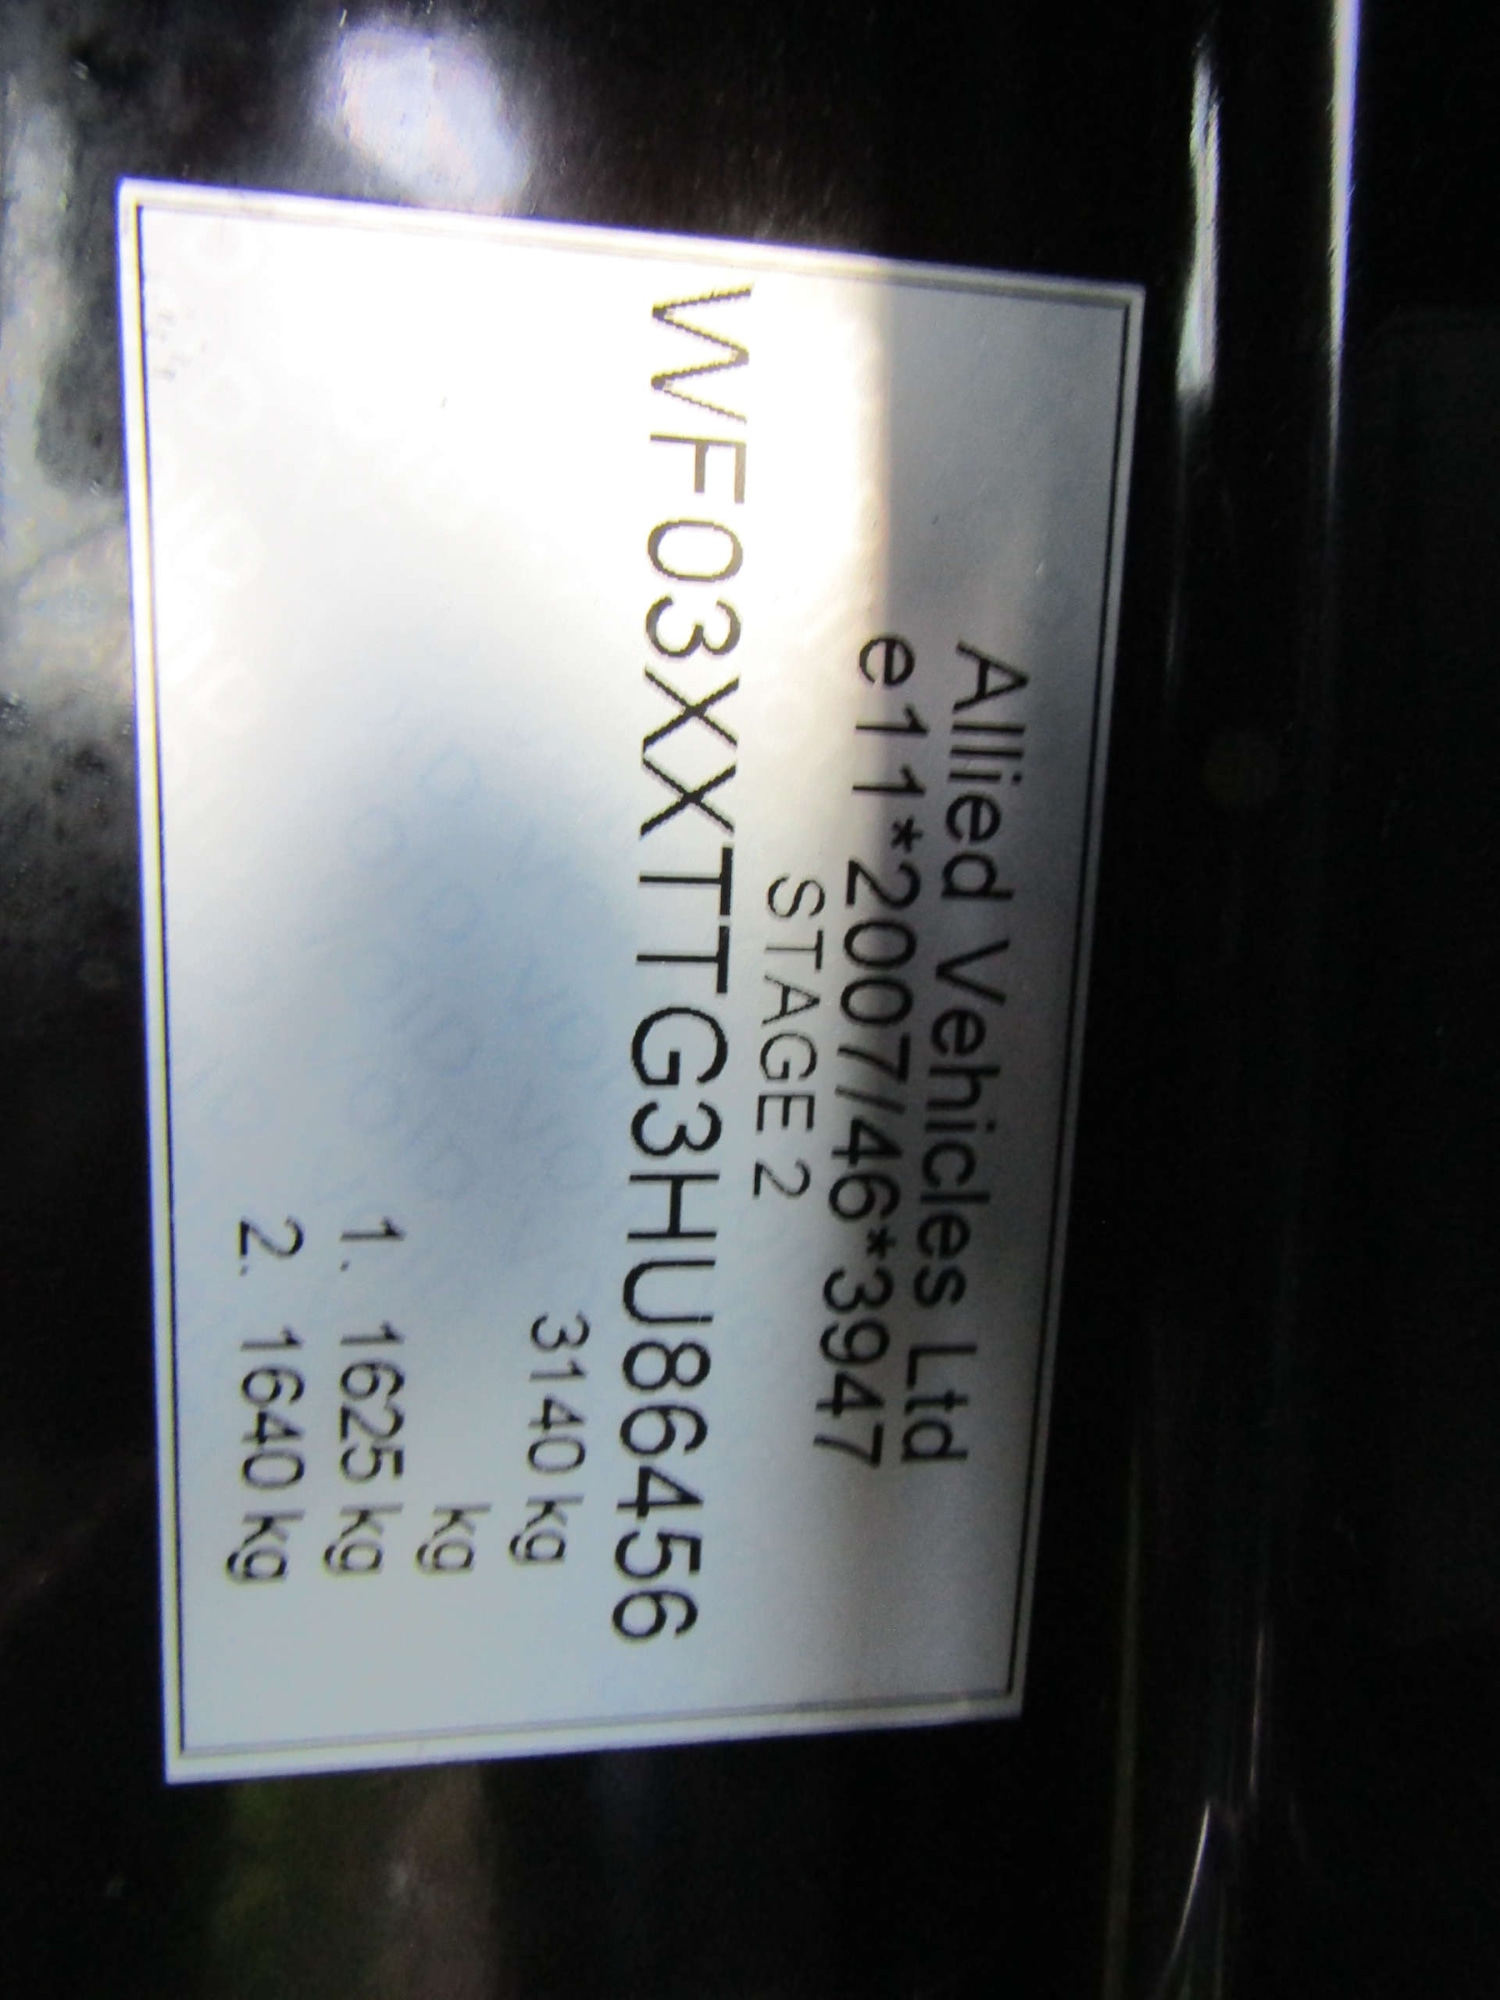 Allied Vehicles Ltd
e11*2007/46*3947
STAGE 2
WF03XXTTG3HU86456
3140 kg
kg
1. 1625 kg
2. 1640 kg